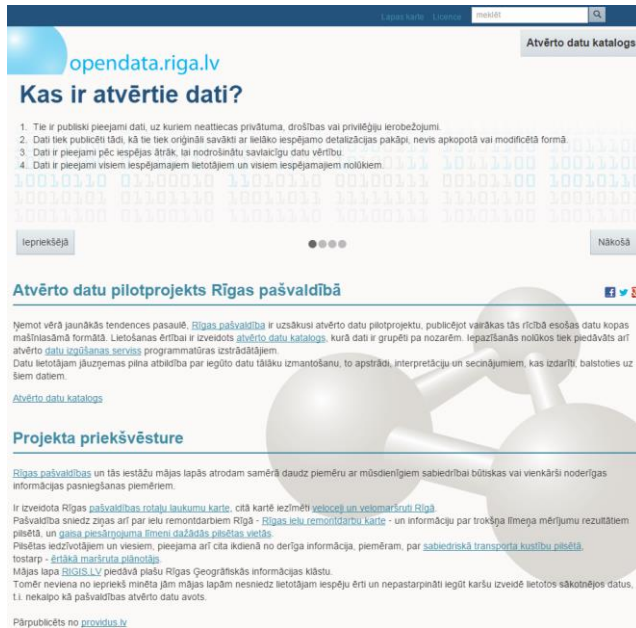 Lapas karte Licence meklēt
Atvērto datu katalogs
opendata.riga.lv
Kas ir atvērtie dati?
1. Tie ir publiski pieejami dati, uz kuriem neattiecas privātuma, drošības vai privilēģiju ierobežojumi.
2. Dati tiek publicēti tādi, kā tie tiek oriģināli savākti ar lielāko iespējamo detalizācijas pakāpi, nevis apkopotā vai modificētā formā.
3. Dati ir pieejami pēc iespējas ātrāk, lai nodrošinātu savlaicīgu datu vērtību.
4. Dati ir pieejami visiem iespējamajiem lietotājiem un visiem iespējamajiem nolūkiem.
Iepriekšējā
Nākošā
Atvērto datu pilotprojekts Rīgas pašvaldībā
Ņemot vērā jaunākās tendences pasaulē, Rīgas pašvaldība ir uzsākusi atvērto datu pilotprojektu, publicējot vairākas tās rīcībā esošas datu kopas
mašīnlasāmā formātā. Lietošanas ērtībai ir izveidots atvērto datu katalogs, kurā dati ir grupēti pa nozarēm. Iepazīšanās nolūkos tiek piedāvāts arī
atvērto datu izgūšanas serviss programmatūras izstrādātājiem.
Datu lietotājam jāuzņemas pilna atbildība par iegūto datu tālāku izmantošanu, to apstrādi, interpretāciju un secinājumiem, kas izdarīti, balstoties uz
šiem datiem.
Atvērto datu katalogs
Projekta priekšvēsture
Rīgas pašvaldības un tās iestāžu mājas lapās atrodam samērā daudz piemēru ar mūsdienīgiem sabiedrībai būtiskas vai vienkārši noderīgas
informācijas pasniegšanas piemēriem.
Ir izveidota Rīgas pašvaldības rotaļu laukumu karte, citā kartē iezīmēti veloceļi un velomaršruti Rīgā.
Pašvaldība sniedz ziņas arī par ielu remontdarbiem Rīgā - Rīgas ielu remontdarbu karte - un informāciju par trokšņa līmeņa mērījumu rezultātiem
pilsētā, un gaisa piesārņojuma līmeni dažādās pilsētas vietās.
Pilsētas iedzīvotājiem un viesiem, pieejama arī cita ikdienā no derīga informācija, piemēram, par sabiedriskā transporta kustību pilsētā,
tostarp - ērtākā maršruta plānotājs.
Mājas lapa RIGIS.LV piedāvā plašu Rīgas Ģeogrāfiskās informācijas klāstu.
Tomēr neviena no iepriekš minētā jām mājas lapām nesniedz lietotājam iespēju ērti un nepastarpināti iegūt karšu izveidē lietotos sākotnējos datus,
t.i. nekalpo kā pašvaldības atvērto datu avots.
Pārpublicēts no providus.lv